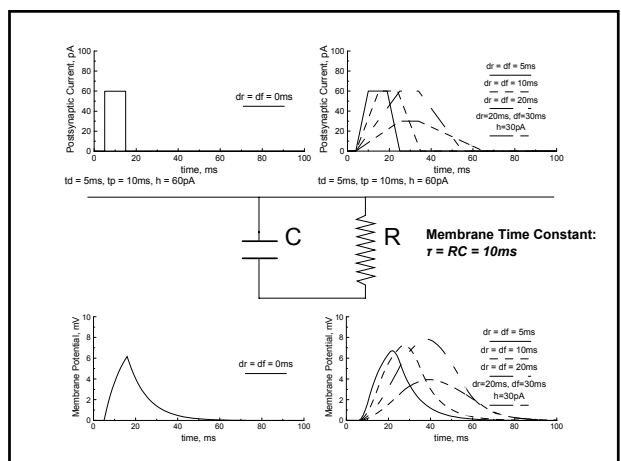 Postsynaptic Current, pA
100
80
60
40
20
0
dr = df = 0ms
0 20 40 60 80 100
time, ms
td = 5ms, tp = 10ms, h = 60pA
Postsynaptic Current, pA
100
80
60
40
20
0
dr = df = 5ms
dr = df = 10ms
dr = df = 20ms
dr=20ms, df=30ms
h=30pA
0 20 40 60 80 100
time, ms
td = 5ms, tp = 10ms, h = 60pA
C
R
Membrane Time Constant:
τ = RC = 10ms
Membrane Potential, mV
10
8
6
4
2
0
dr = df = 0ms
0 20 40 60 80 100
time, ms
Membrane Potential, mV
10
8
6
4
2
0
dr = df = 5ms
dr = df = 10ms
dr = df = 20ms
dr=20ms, df=30ms
h=30pA
0 20 40 60 80 100
time, ms